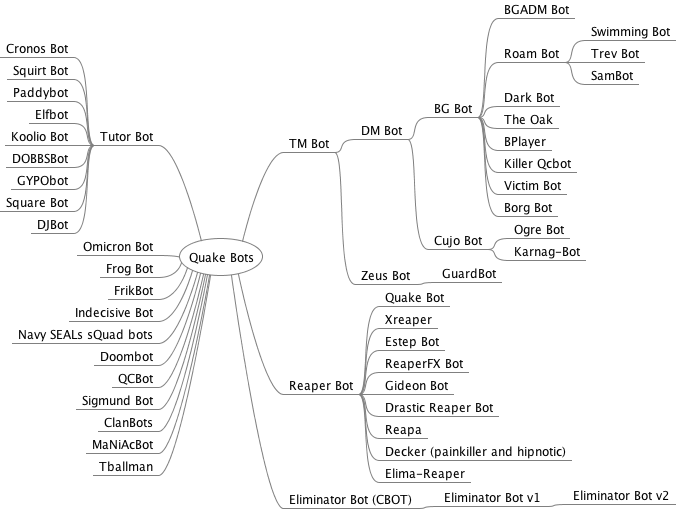 Cronos Bot
Squirt Bot
Paddybot
Elfbot
Koolio Bot
DOBBSBot
GYPObot
Square Bot
DJBot
Tutor Bot
Omicron Bot
Frog Bot
FrikBot
Indecisive Bot
Navy SEALs sQuad bots
Doombot
QCBot
Sigmund Bot
ClanBots
MaNiAcBot
Tballman
Quake Bots
TM Bot
DM Bot
BG Bot
BGADM Bot
Roam Bot
Swimming Bot
Trev Bot
SamBot
Dark Bot
The Oak
BPlayer
Killer Qcbot
Victim Bot
Borg Bot
Cujo Bot
Ogre Bot
Karnag-Bot
Zeus Bot
GuardBot
Reaper Bot
Quake Bot
Xreaper
Estep Bot
ReaperFX Bot
Gideon Bot
Drastic Reaper Bot
Reapa
Decker (painkiller and hipnotic)
Elima-Reaper
Eliminator Bot (CBOT)
Eliminator Bot v1
Eliminator Bot v2